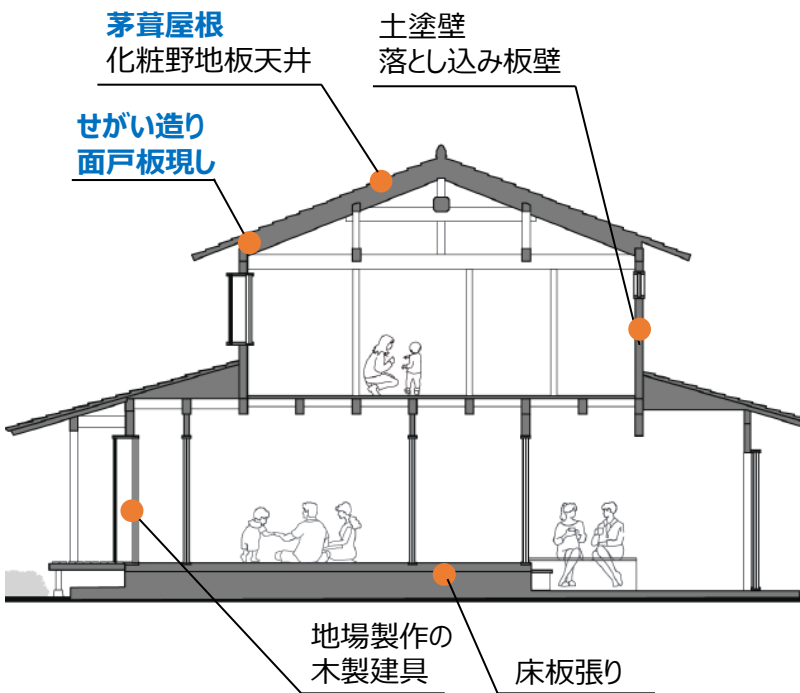 茅葺屋根
化粧野地板天井
土塗壁
落とし込み板壁
せがい造り
面戸板現し
地場製作の
木製建具
床板張り